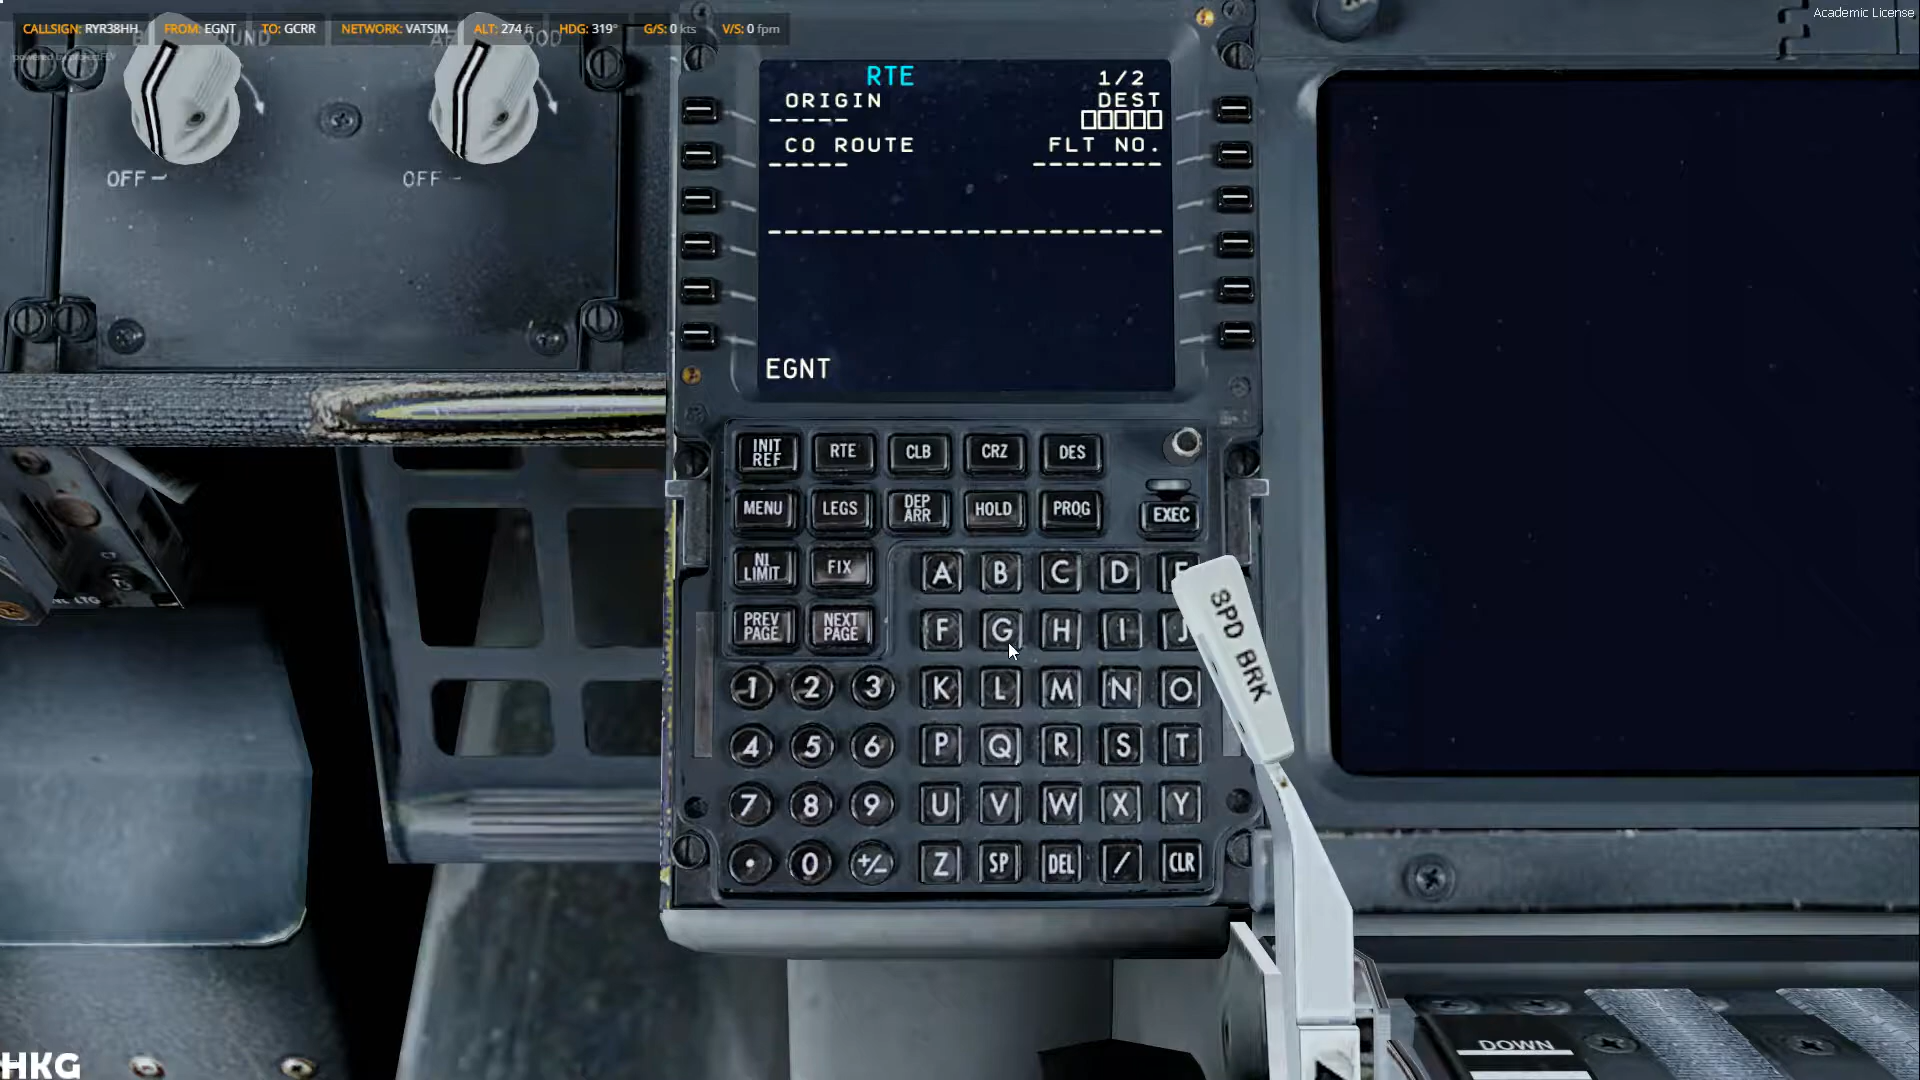 CALLSIGN: RYR38HH FROM: EGNT TO: GCRR NETWORK: VATSIM ALT: 274 ft HDG: 319° G/S: 0 kts V/S: 0 fpm
Academic License
powered by projectFLY
OFF
OFF
RTE 1/2
ORIGIN DEST
-----
CO ROUTE FLT NO.
----- --------
------------------------
EGNT
INIT REF RTE CLB CRZ DES
MENU LEGS DEP ARR HOLD PROG EXEC
N1 LIMIT FIX A B C D E
PREV PAGE NEXT PAGE F G H I J
1 2 3 K L M N O
4 5 6 P Q R S T
7 8 9 U V W X Y
. 0 +/- Z SP DEL / CLR
SPD BRK
DOWN
HKG